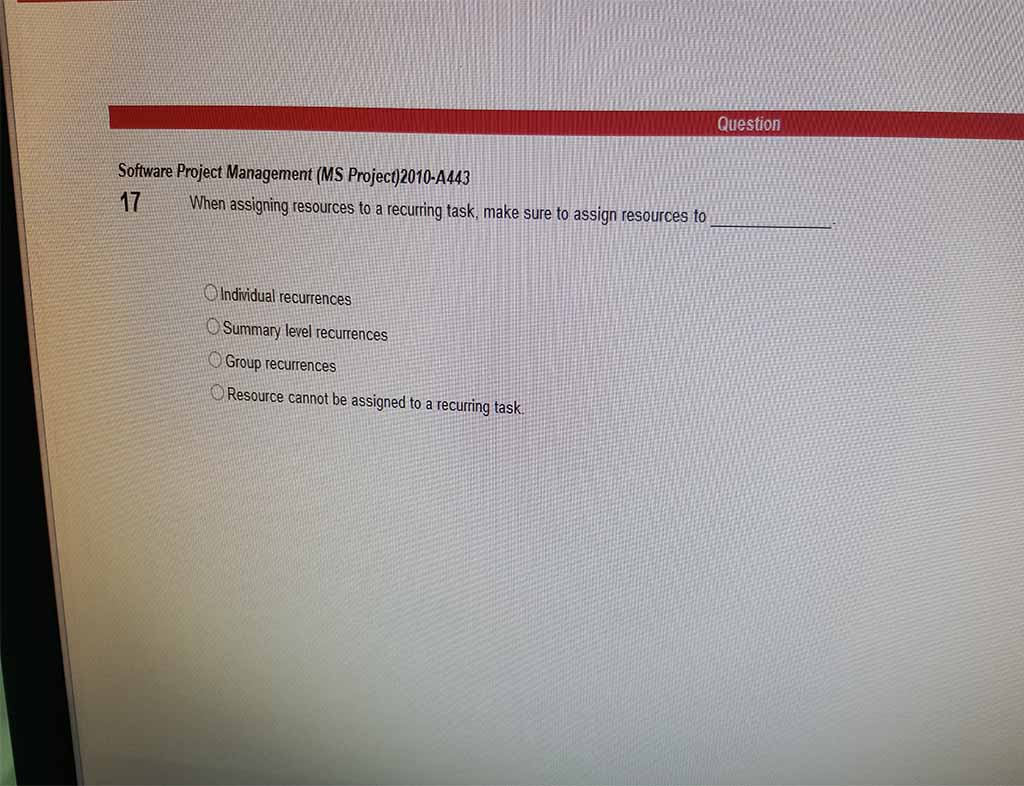 Question
Software Project Management (MS Project)2010-A443
17 When assigning resources to a recurring task, make sure to assign resources to ____________.
Individual recurrences
Summary level recurrences
Group recurrences
Resource cannot be assigned to a recurring task.